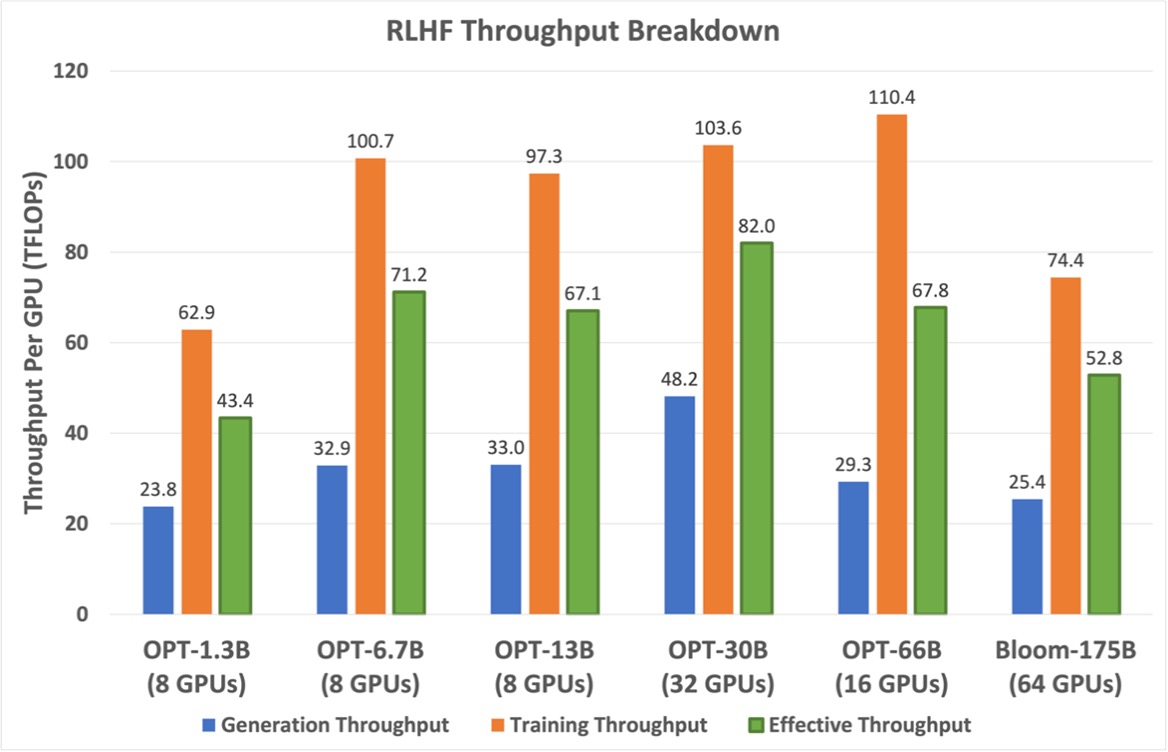 RLHF Throughput Breakdown
Throughput Per GPU (TFLOPs)
120
100
80
60
40
20
0
23.8
62.9
43.4
32.9
100.7
71.2
33.0
97.3
67.1
48.2
103.6
82.0
29.3
110.4
67.8
25.4
74.4
52.8
OPT-1.3B
(8 GPUs)
OPT-6.7B
(8 GPUs)
OPT-13B
(8 GPUs)
OPT-30B
(32 GPUs)
OPT-66B
(16 GPUs)
Bloom-175B
(64 GPUs)
Generation Throughput
Training Throughput
Effective Throughput